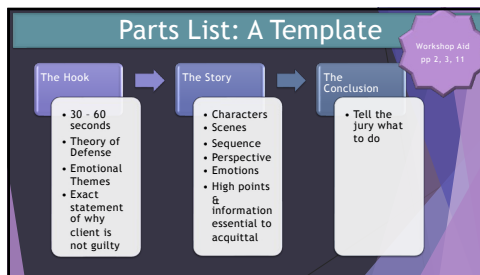 Parts List: A Template
Workshop Aid
pp 2, 3, 11
The Hook
• 30 – 60
seconds
• Theory of
Defense
• Emotional
Themes
• Exact
statement
of why
client is
not guilty
The Story
• Characters
• Scenes
• Sequence
• Perspective
• Emotions
• High points
&
information
essential to
acquittal
The
Conclusion
• Tell the
jury what
to do